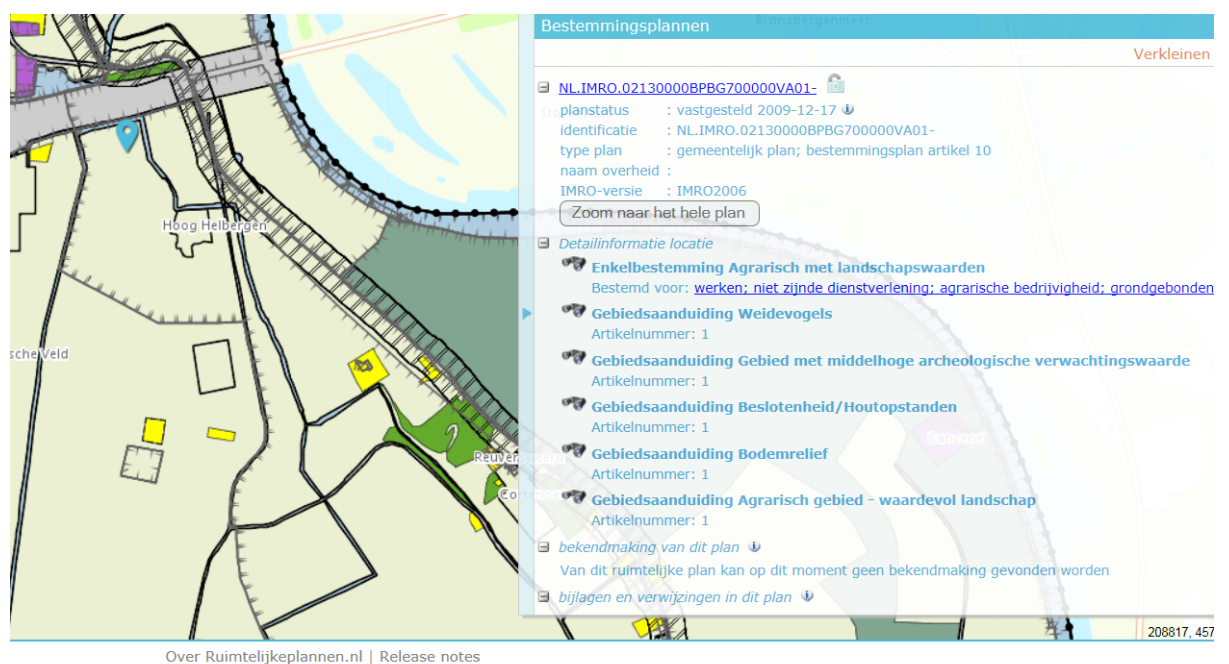 Bronsbergenmeer
Bestemmingsplannen
Verkleinen
NL.IMRO.02130000BPBG700000VA01-
planstatus : vastgesteld 2009-12-17
identificatie : NL.IMRO.02130000BPBG700000VA01-
type plan : gemeentelijk plan; bestemmingsplan artikel 10
naam overheid :
IMRO-versie : IMRO2006
Zoom naar het hele plan
Detailinformatie locatie
Enkelbestemming Agrarisch met landschapswaarden
Bestemd voor: werken; niet zijnde dienstverlening; agrarische bedrijvigheid; grondgebonden
Gebiedsaanduiding Weidevogels
Artikelnummer: 1
Gebiedsaanduiding Gebied met middelhoge archeologische verwachtingswaarde
Artikelnummer: 1
Gebiedsaanduiding Beslotenheid/Houtopstanden
Artikelnummer: 1
Gebiedsaanduiding Bodemrelief
Artikelnummer: 1
Gebiedsaanduiding Agrarisch gebied - waardevol landschap
Artikelnummer: 1
bekendmaking van dit plan
Van dit ruimtelijke plan kan op dit moment geen bekendmaking gevonden worden
bijlagen en verwijzingen in dit plan
Hoog Helbergen
sche Veld
208817, 457
Over Ruimtelijkeplannen.nl | Release notes